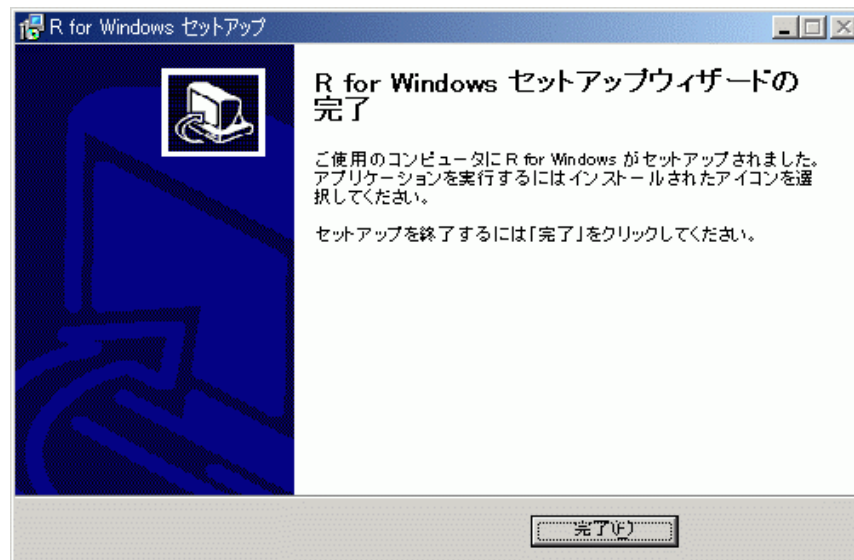 R for Windows セットアップ
R for Windows セットアップウィザードの
完了
ご使用のコンピュータに R for Windows がセットアップされました。
アプリケーションを実行するにはインストールされたアイコンを選
択してください。
セットアップを終了するには「完了」をクリックしてください。
完了(F)